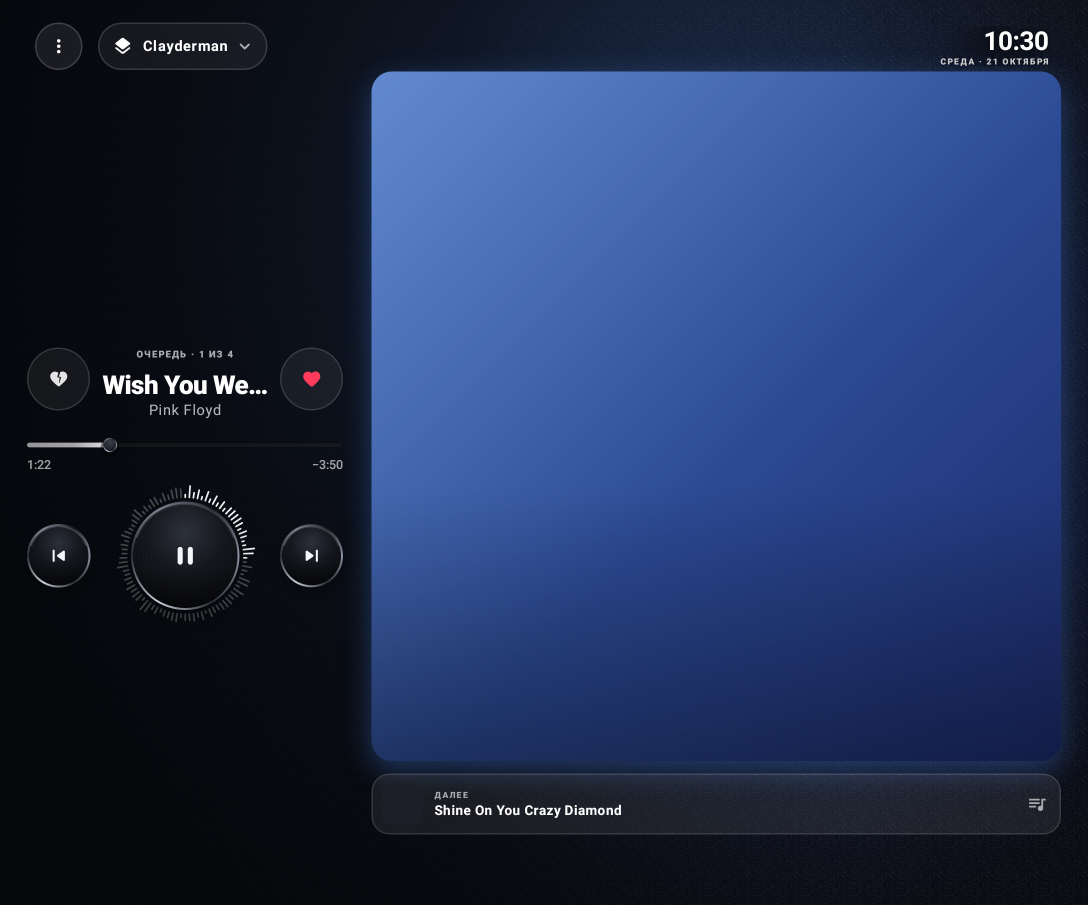 Clayderman
10:30
СРЕДА · 21 ОКТЯБРЯ
ОЧЕРЕДЬ · 1 ИЗ 4
Wish You We...
Pink Floyd
1:22
−3:50
ДАЛЕЕ
Shine On You Crazy Diamond